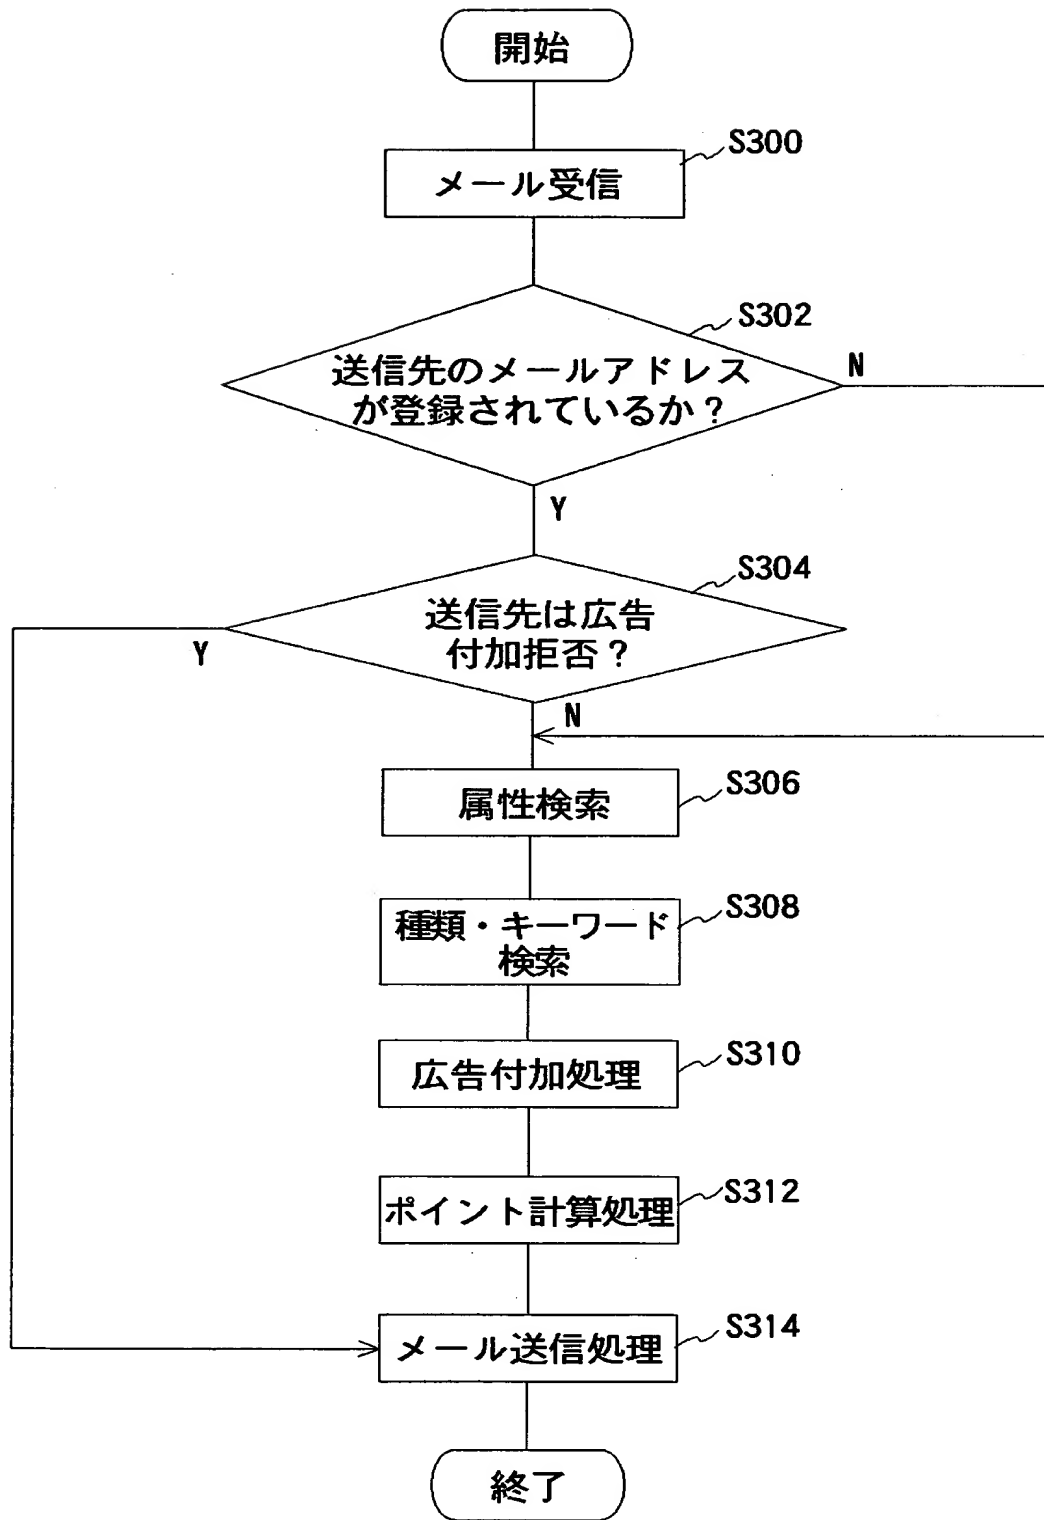 開始
S300
メール受信
S302
送信先のメールアドレス
が登録されているか？
N
Y
S304
送信先は広告
付加拒否？
Y
N
S306
属性検索
S308
種類・キーワード
検索
S310
広告付加処理
S312
ポイント計算処理
S314
メール送信処理
終了